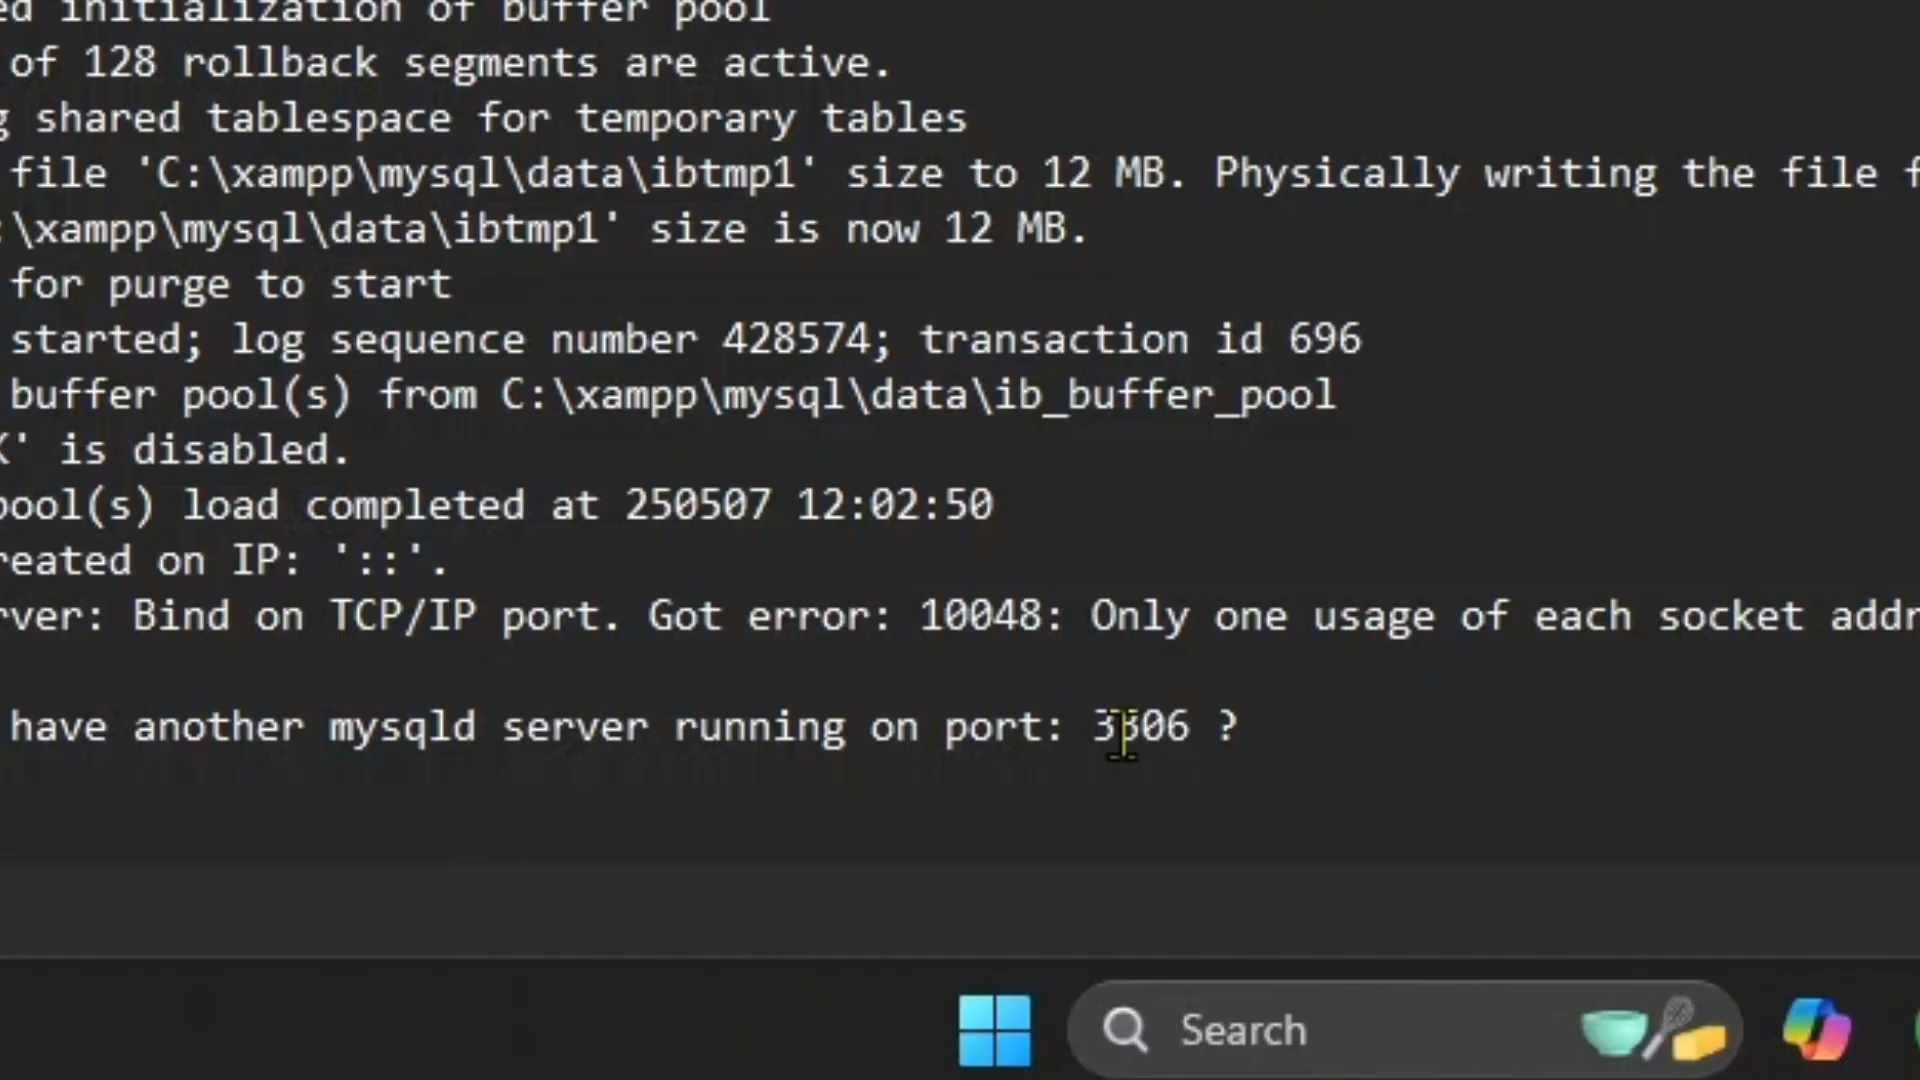 ed initialization of buffer pool
of 128 rollback segments are active.
g shared tablespace for temporary tables
file 'C:\xampp\mysql\data\ibtmp1' size to 12 MB. Physically writing the file f
:\xampp\mysql\data\ibtmp1' size is now 12 MB.
for purge to start
started; log sequence number 428574; transaction id 696
buffer pool(s) from C:\xampp\mysql\data\ib_buffer_pool
K' is disabled.
pool(s) load completed at 250507 12:02:50
reated on IP: '::'.
rver: Bind on TCP/IP port. Got error: 10048: Only one usage of each socket addr
have another mysqld server running on port: 3306 ?
Search